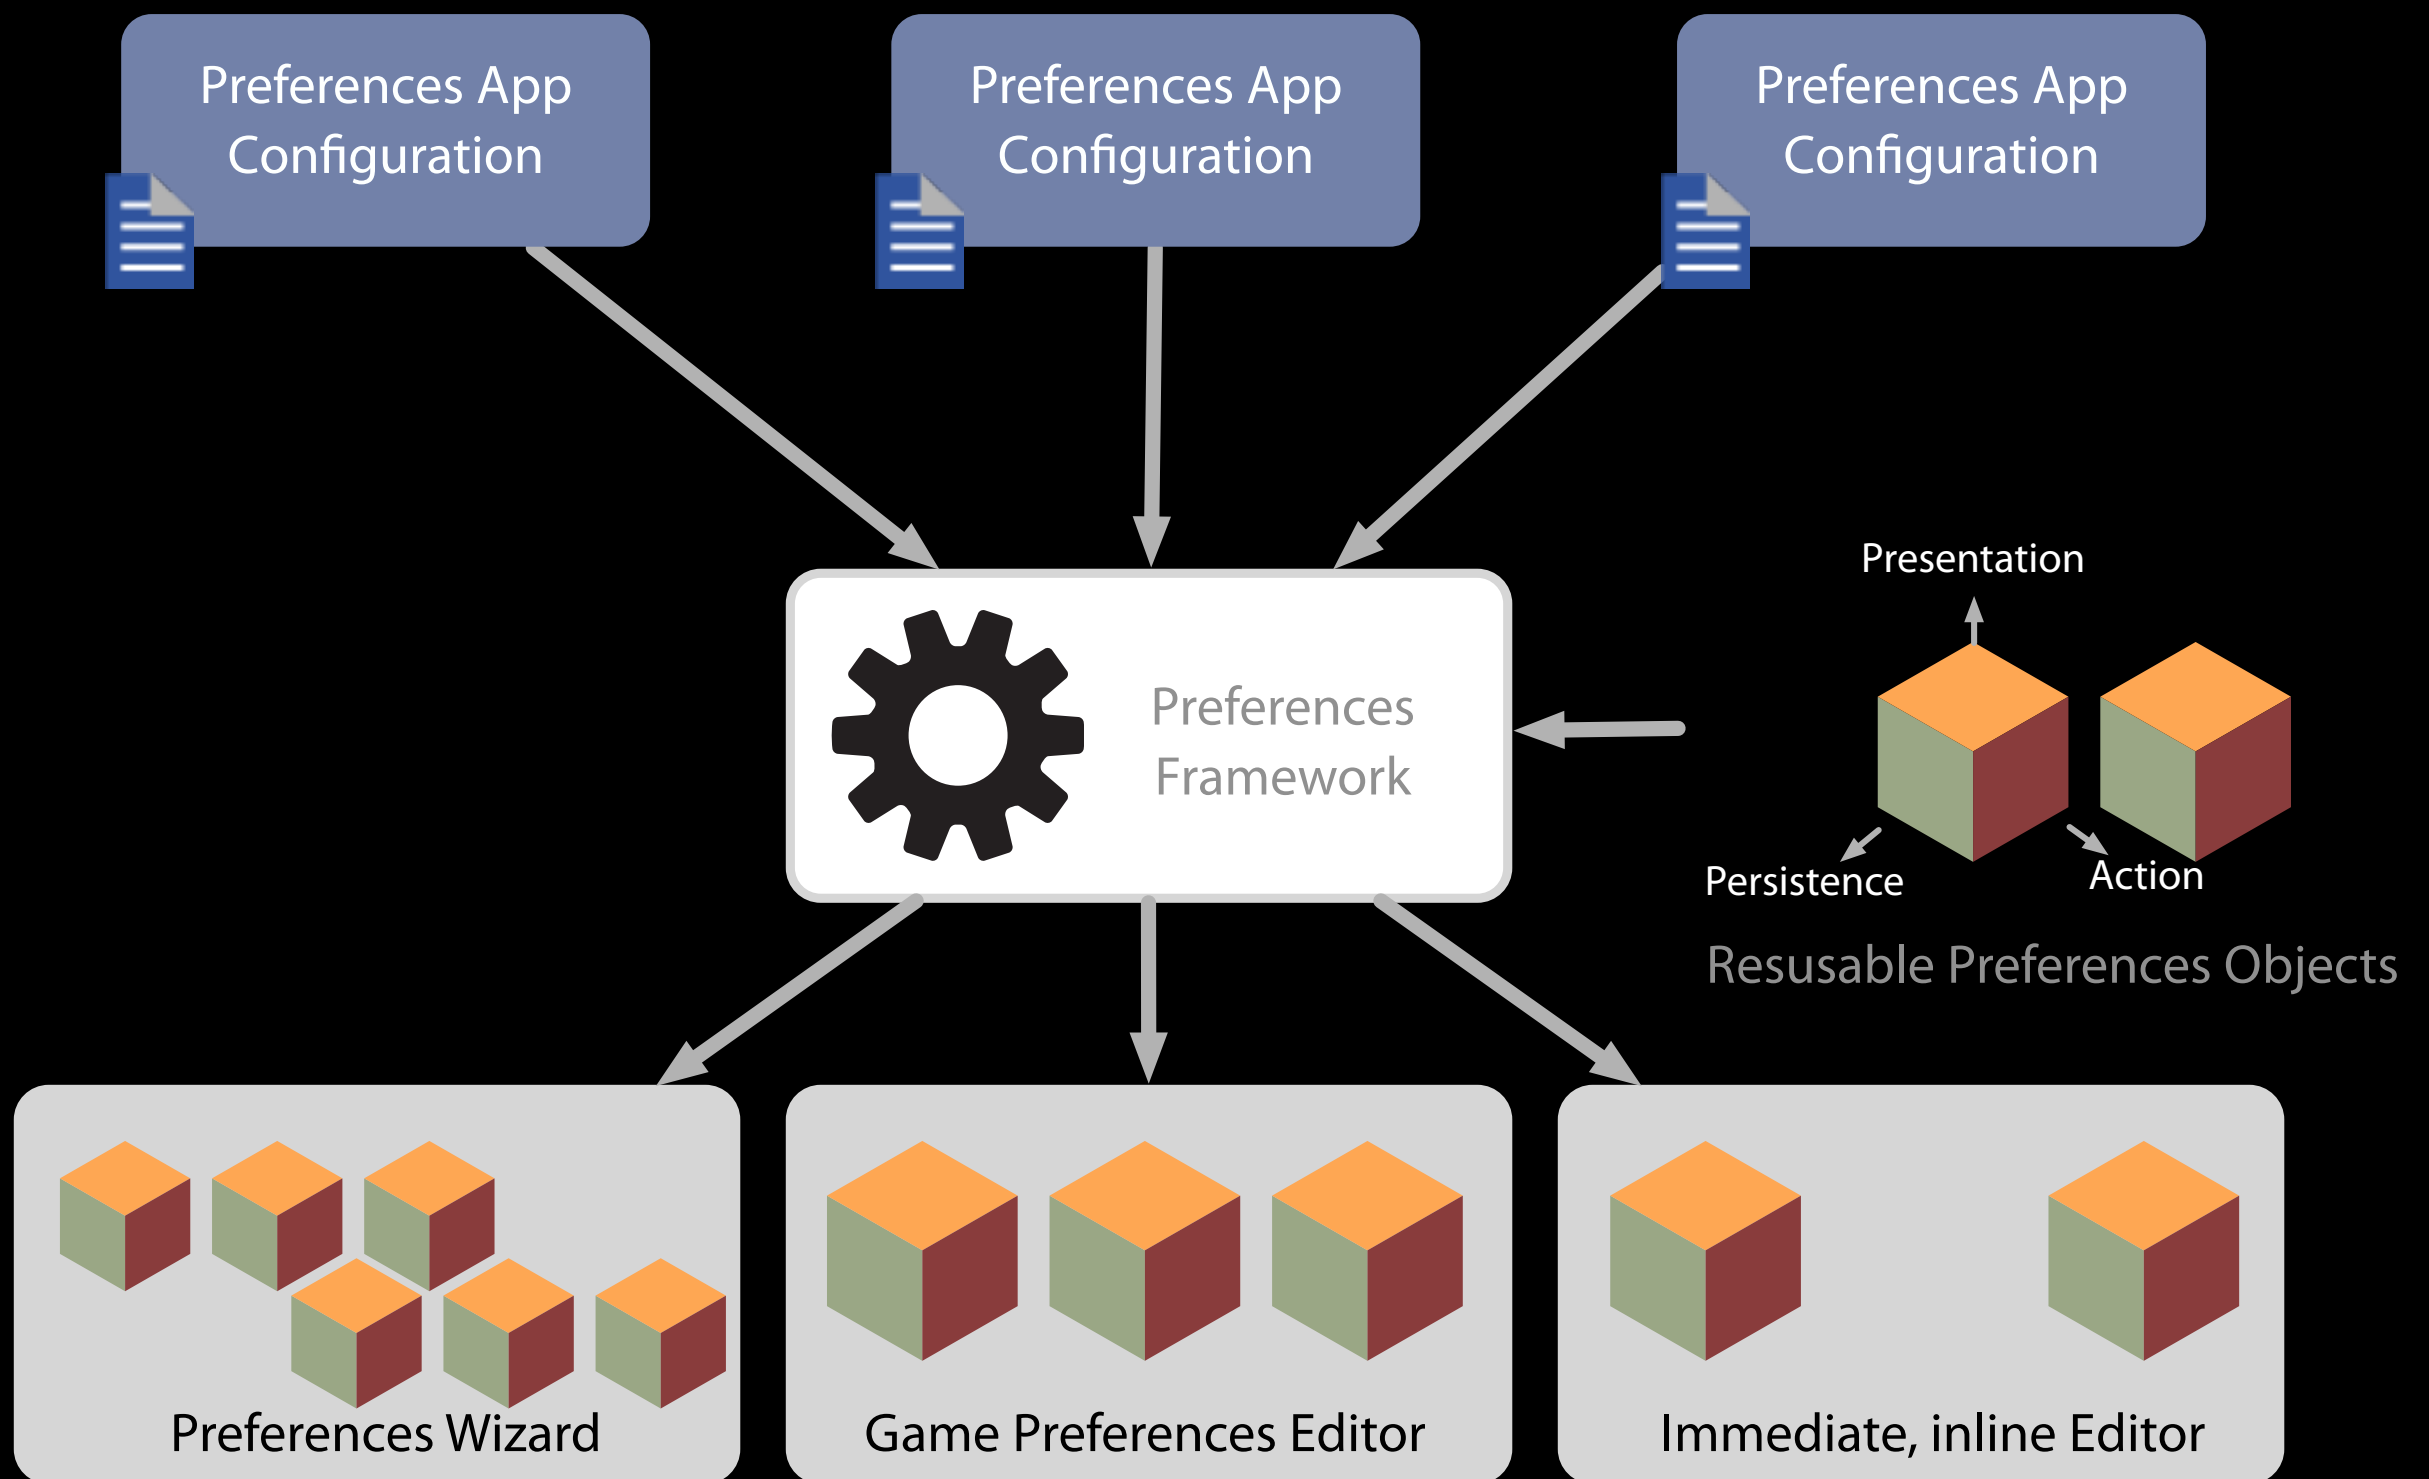 Preferences App
Configuration
Preferences App
Configuration
Preferences App
Configuration
Presentation
Preferences
Framework
Persistence
Action
Resusable Preferences Objects
Preferences Wizard
Game Preferences Editor
Immediate, inline Editor